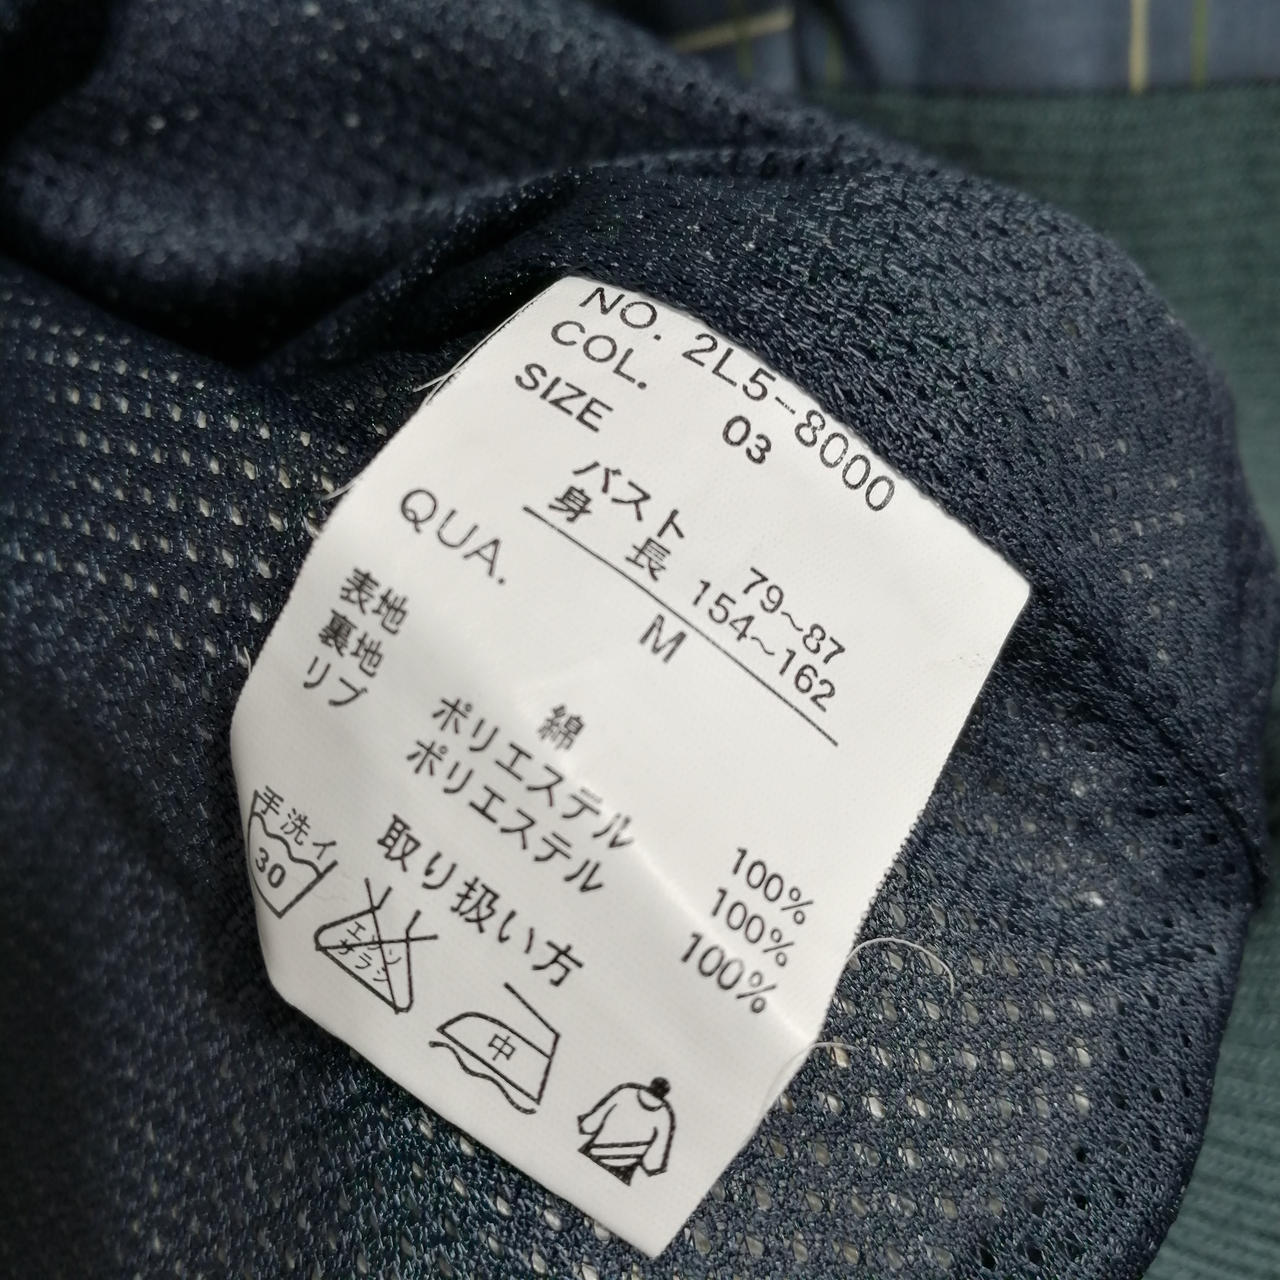 NO. 2L5-8000
COL. 03
SIZE
バスト 79~87
身長 154~162
M
QUA.
表地 綿 100%
裏地 ポリエステル 100%
リブ ポリエステル 100%
取り扱い方
手洗イ
30
エンソ
サラシ
中